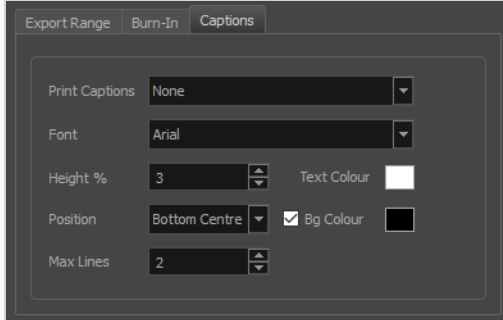 Export Range Burn-In Captions
Print Captions None
Font Arial
Height % 3 Text Colour
Position Bottom Centre Bg Colour
Max Lines 2